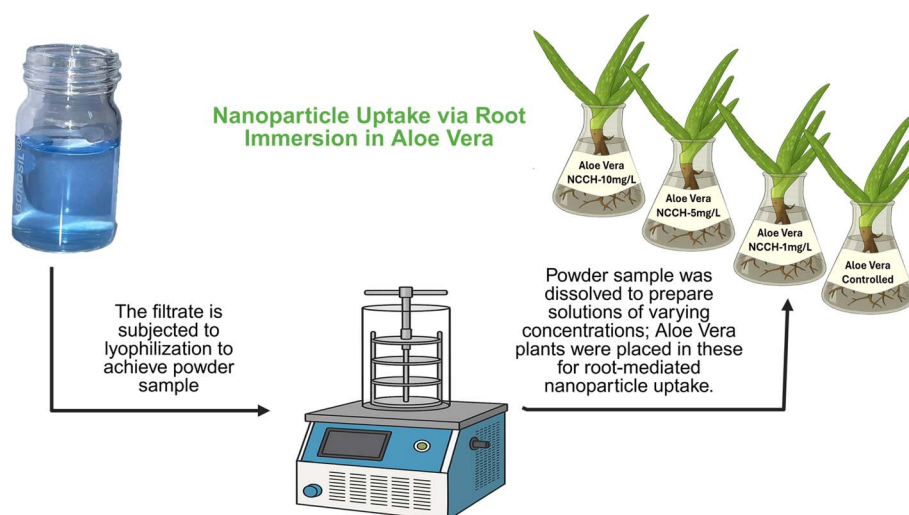 Nanoparticle Uptake via Root
Immersion in Aloe Vera
BOROSIL®
Aloe Vera
NCCH-10mg/L
Aloe Vera
NCCH-5mg/L
Aloe Vera
NCCH-1mg/L
Aloe Vera
Controlled
The filtrate is
subjected to
lyophilization to
achieve powder
sample
Powder sample was
dissolved to prepare
solutions of varying
concentrations; Aloe Vera
plants were placed in these
for root-mediated
nanoparticle uptake.